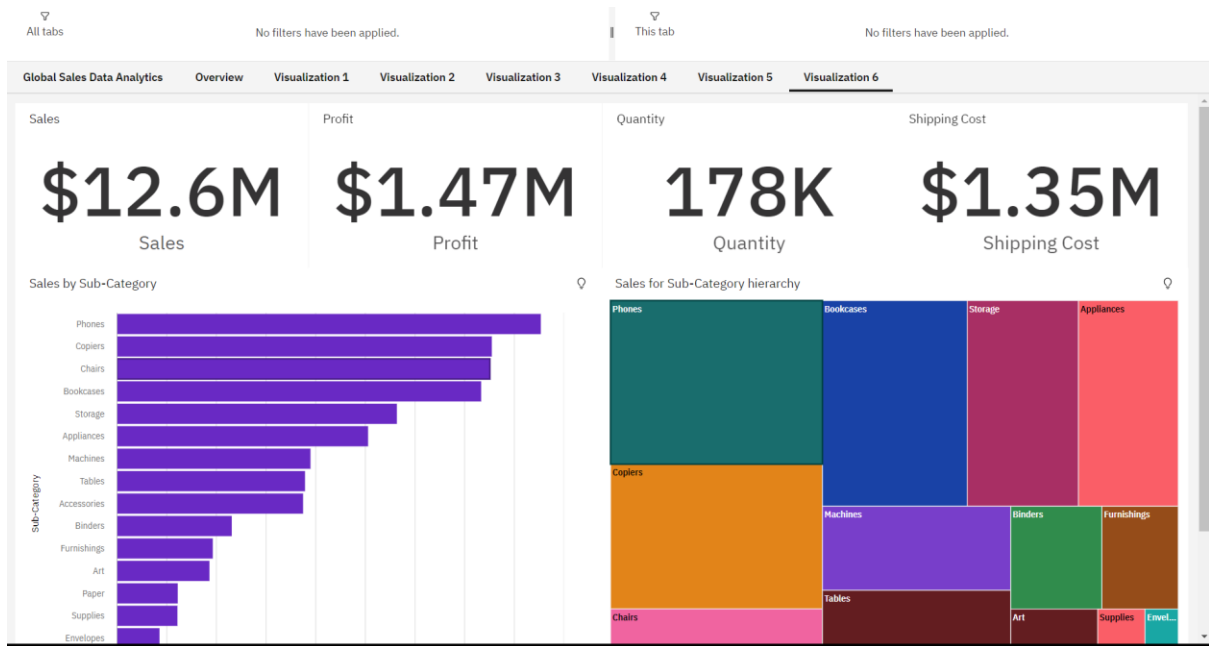 All tabs
No filters have been applied.
This tab
No filters have been applied.
Global Sales Data Analytics
Overview
Visualization 1
Visualization 2
Visualization 3
Visualization 4
Visualization 5
Visualization 6
Sales
$12.6M
Sales
Profit
$1.47M
Profit
Quantity
178K
Quantity
Shipping Cost
$1.35M
Shipping Cost
Sales by Sub-Category
Sub-Category
Phones
Copiers
Chairs
Bookcases
Storage
Appliances
Machines
Tables
Accessories
Binders
Furnishings
Art
Paper
Supplies
Envelopes
Sales for Sub-Category hierarchy
Phones
Bookcases
Storage
Appliances
Copiers
Machines
Binders
Furnishings
Tables
Chairs
Art
Supplies
Envel...